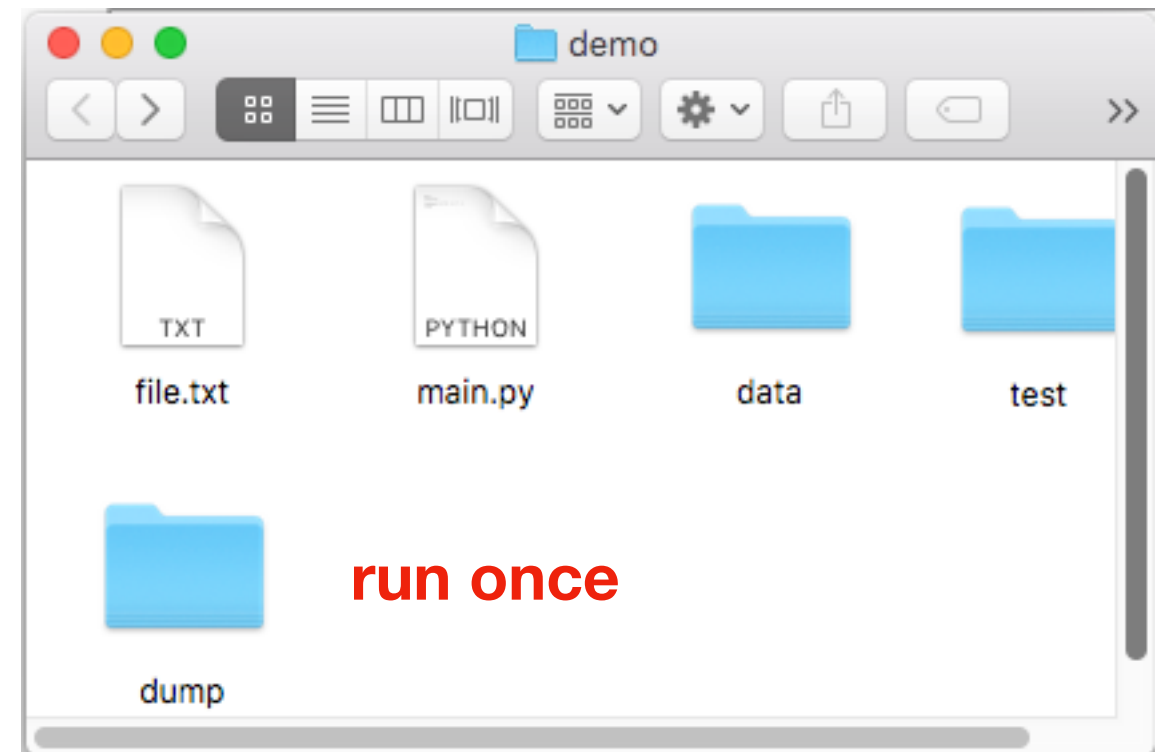 demo
TXT
PYTHON
file.txt
main.py
data
test
run once
dump